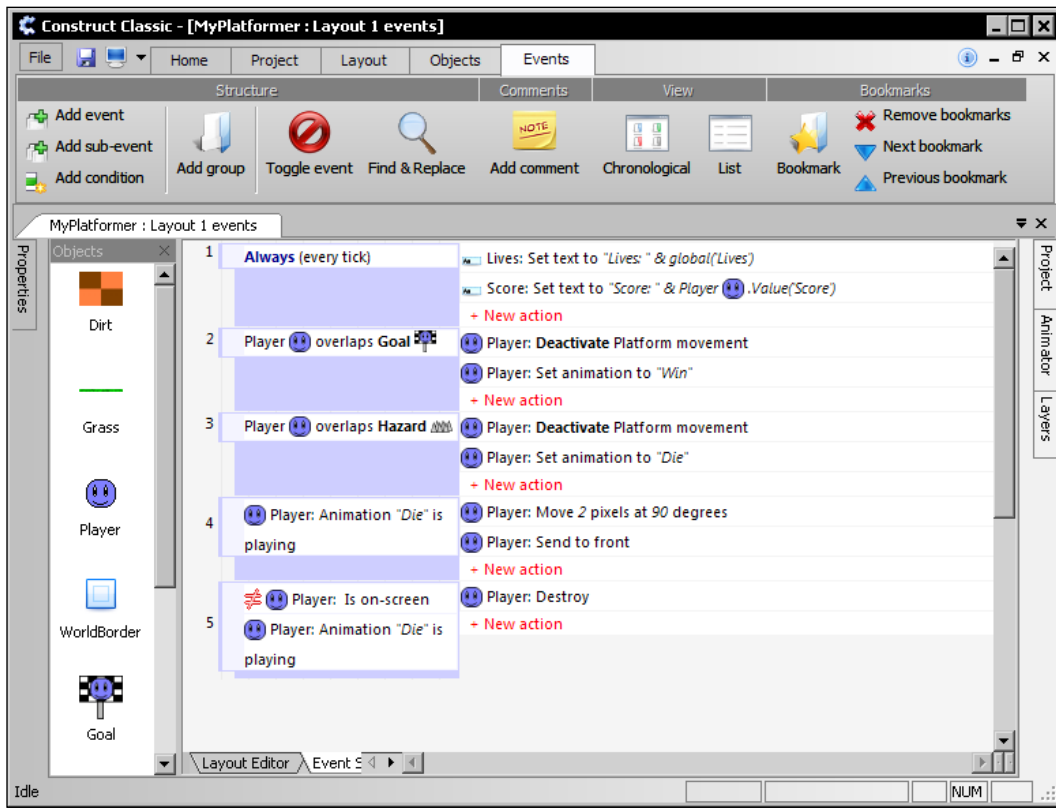 Construct Classic - [MyPlatformer : Layout 1 events]
File Home Project Layout Objects Events
Structure Comments View Bookmarks
Add event
Add sub-event
Add condition
Add group
Toggle event
Find & Replace
NOTE
Add comment
Chronological
List
Bookmark
Remove bookmarks
Next bookmark
Previous bookmark
MyPlatformer : Layout 1 events
Properties
Objects
Dirt
Grass
Player
WorldBorder
Goal
1 Always (every tick)
Lives: Set text to "Lives: " & global('Lives')
Score: Set text to "Score: " & Player .Value('Score')
+ New action
2 Player overlaps Goal
Player: Deactivate Platform movement
Player: Set animation to "Win"
+ New action
3 Player overlaps Hazard
Player: Deactivate Platform movement
Player: Set animation to "Die"
+ New action
4 Player: Animation "Die" is
playing
Player: Move 2 pixels at 90 degrees
Player: Send to front
+ New action
5 Player: Is on-screen
Player: Animation "Die" is
playing
Player: Destroy
+ New action
Project
Animator
Layers
Layout Editor
Event S
Idle
NUM